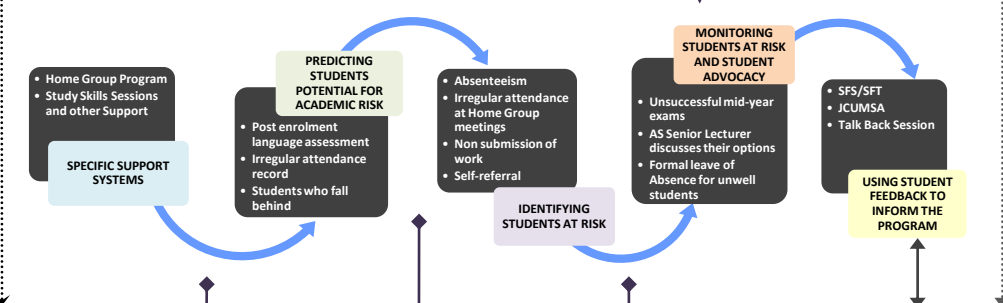 • Home Group Program
• Study Skills Sessions
and other Support
SPECIFIC SUPPORT
SYSTEMS
PREDICTING
STUDENTS
POTENTIAL FOR
ACADEMIC RISK
• Post enrolment
language assessment
• Irregular attendance
record
• Students who fall
behind
• Absenteeism
• Irregular attendance
at Home Group
meetings
• Non submission of
work
• Self-referral
IDENTIFYING
STUDENTS AT RISK
MONITORING
STUDENTS AT RISK
AND STUDENT
ADVOCACY
• Unsuccessful mid-year
exams
• AS Senior Lecturer
discusses their options
• Formal leave of
Absence for unwell
students
• SFS/SFT
• JCUMSA
• Talk Back Session
USING STUDENT
FEEDBACK TO
INFORM THE
PROGRAM